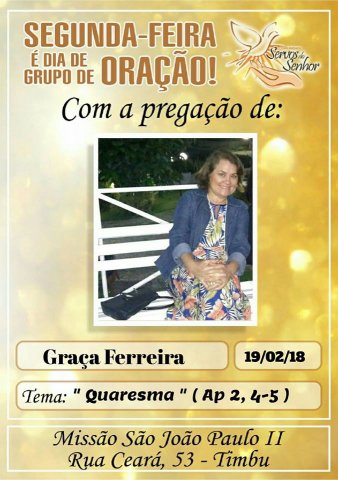 SEGUNDA-FEIRA
É DIA DE
GRUPO DE ORAÇÃO!
Servos do
Senhor
Com a pregação de:
Graça Ferreira
19/02/18
Tema: " Quaresma " ( Ap 2, 4-5 )
Missão São João Paulo II
Rua Ceará, 53 - Timbu